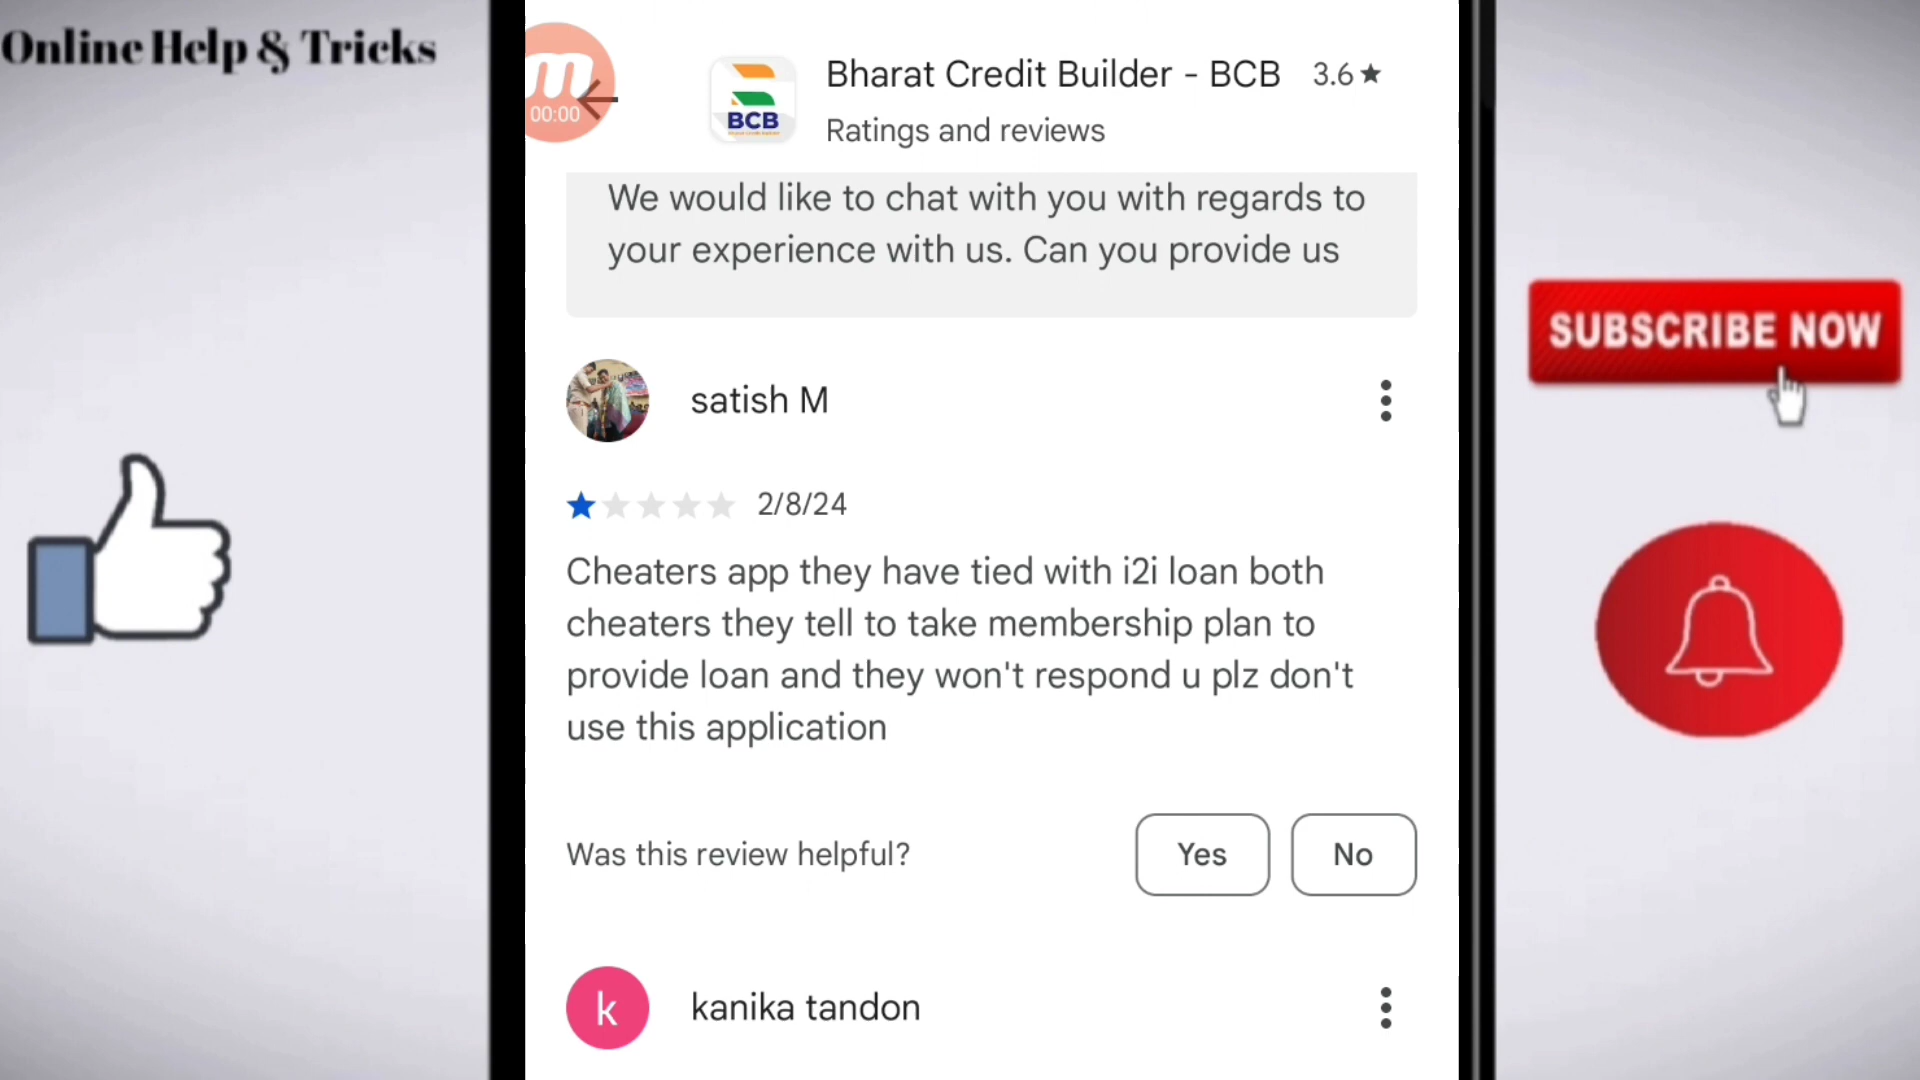 Online Help & Tricks
m
00:00
BCB
Bharat Credit Builder - BCB 3.6★
Ratings and reviews
We would like to chat with you with regards to
your experience with us. Can you provide us
satish M
2/8/24
Cheaters app they have tied with i2i loan both
cheaters they tell to take membership plan to
provide loan and they won't respond u plz don't
use this application
Was this review helpful?
Yes
No
k
kanika tandon
SUBSCRIBE NOW